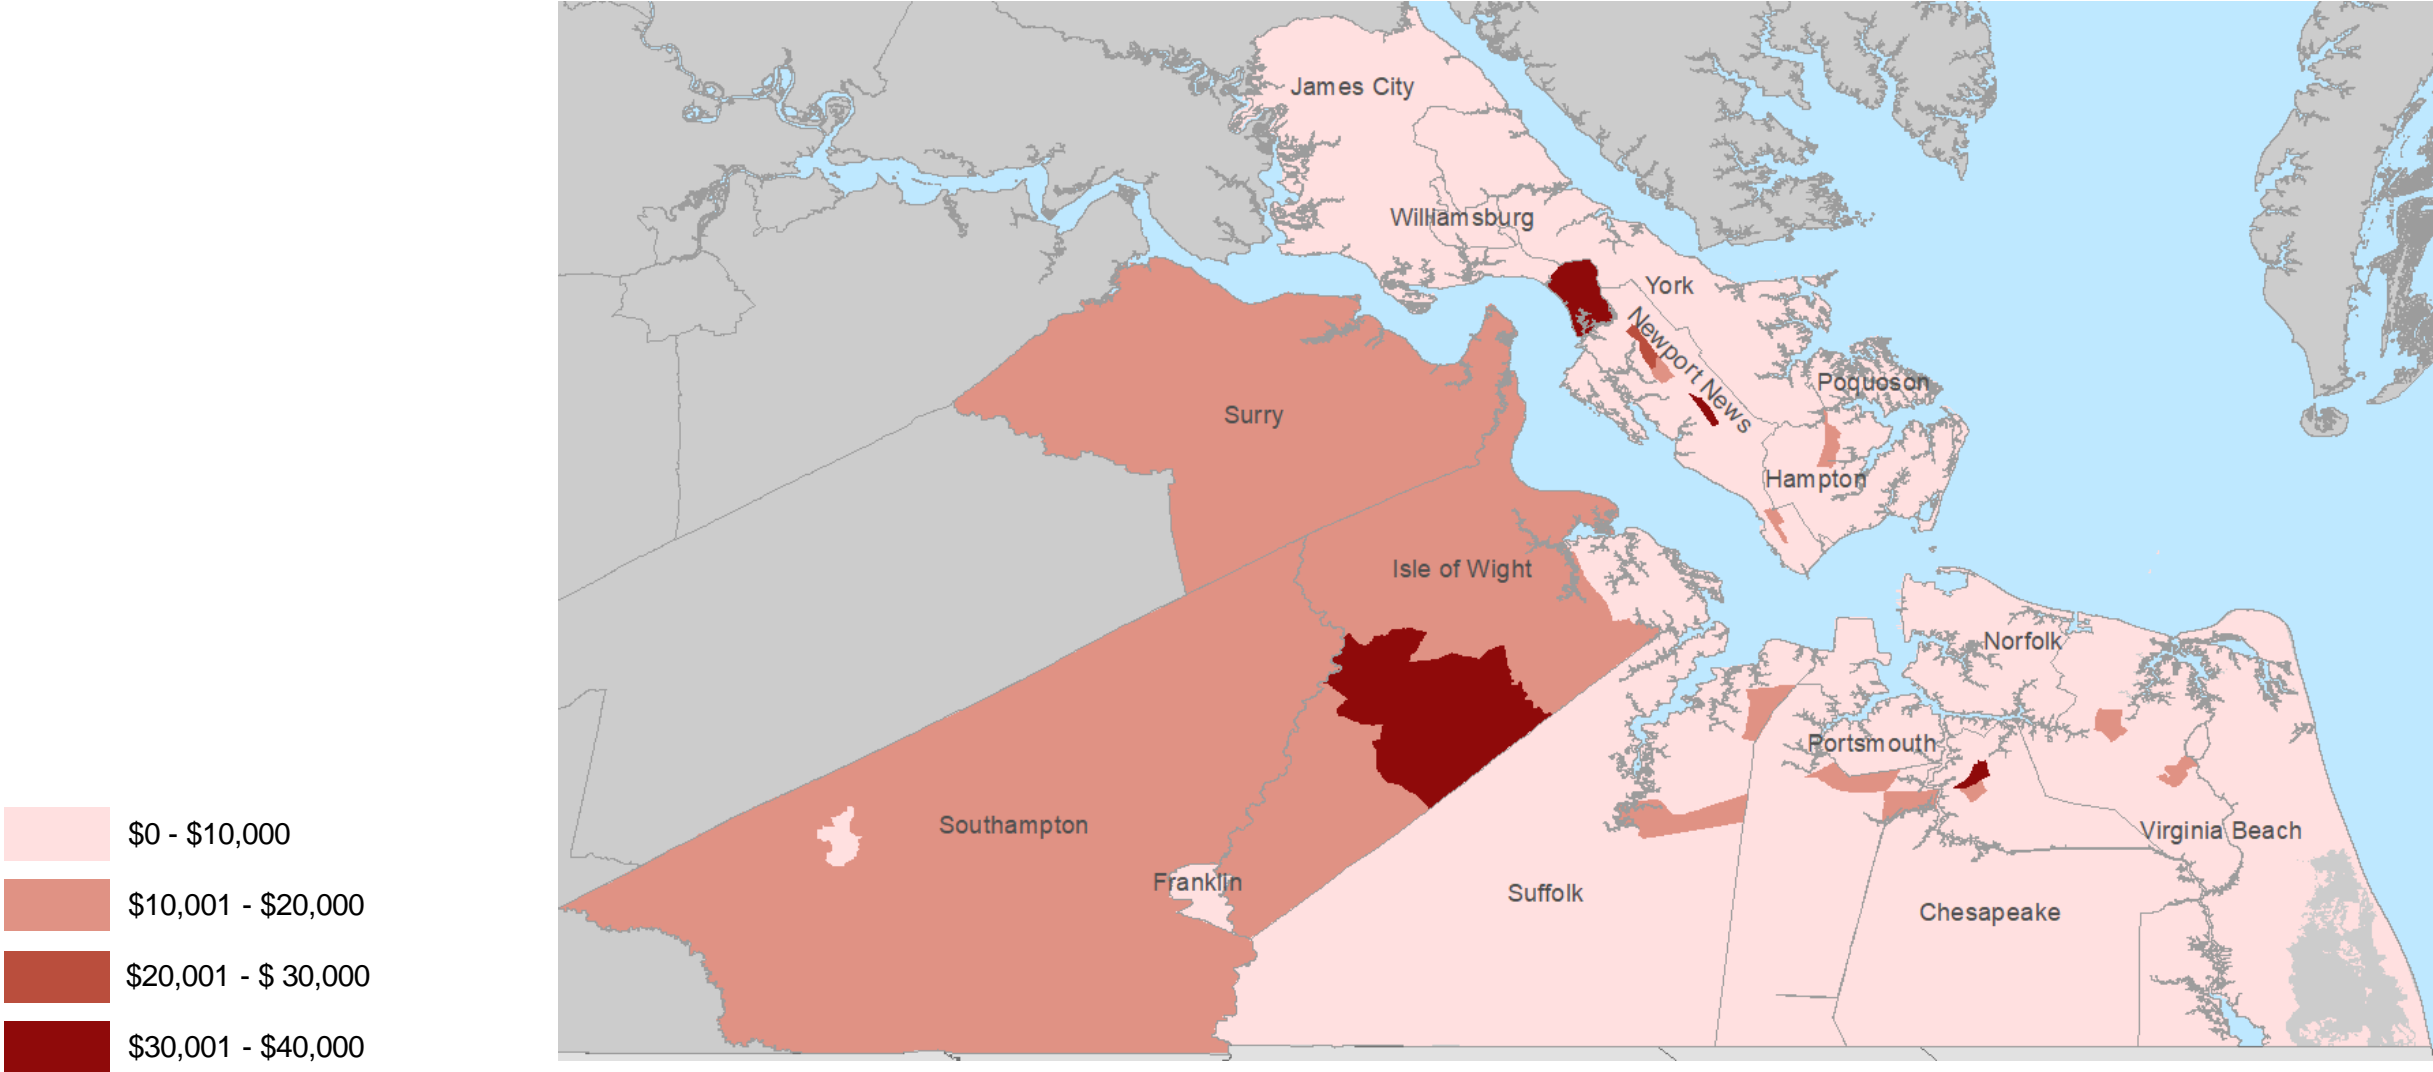 James City
Williamsburg
York
Newport News
Poquoson
Surry
Hampton
Isle of Wight
Norfolk
Portsmouth
Southampton
Virginia Beach
Franklin
Suffolk
Chesapeake
$0 - $10,000
$10,001 - $20,000
$20,001 - $ 30,000
$30,001 - $40,000